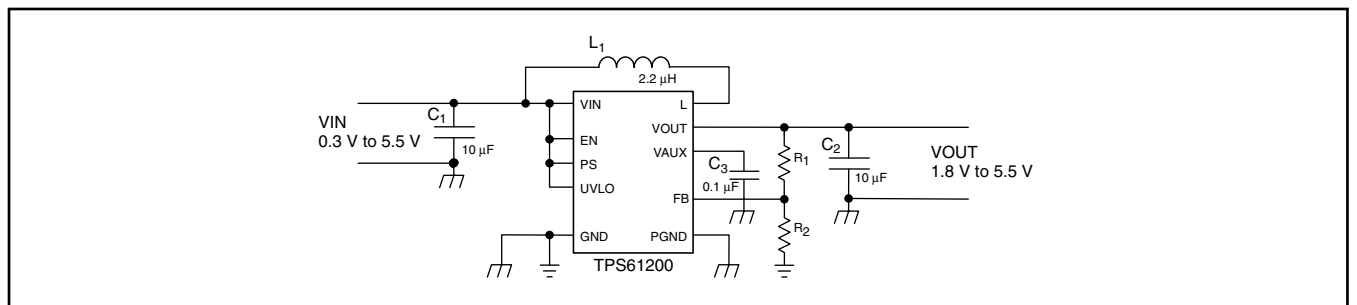 L1
2.2 μH
VIN
0.3 V to 5.5 V
C1
10 μF
VIN
EN
PS
UVLO
GND
L
VOUT
VAUX
FB
PGND
TPS61200
C3
0.1 μF
R1
R2
C2
10 μF
VOUT
1.8 V to 5.5 V